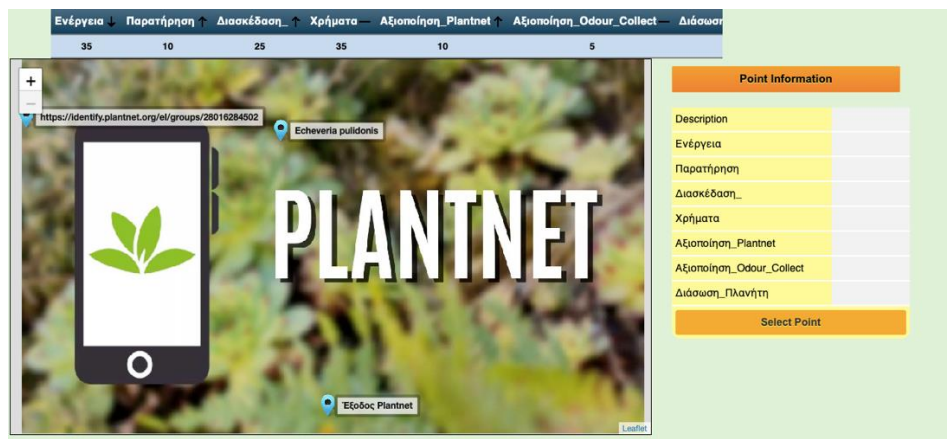 Ενέργεια ↓ Παρατήρηση ↑ Διασκέδαση_ ↑ Χρήματα — Αξιοποίηση_Plantnet ↑ Αξιοποίηση_Odour_Collect — Διάσωσ
35 10 25 35 10 5
+
−
https://identify.plantnet.org/el/groups/28016284502
Echeveria pulidonis
PLANTNET
Έξοδος Plantnet
Leaflet
Point Information
Description
Ενέργεια
Παρατήρηση
Διασκέδαση_
Χρήματα
Αξιοποίηση_Plantnet
Αξιοποίηση_Odour_Collect
Διάσωση_Πλανήτη
Select Point